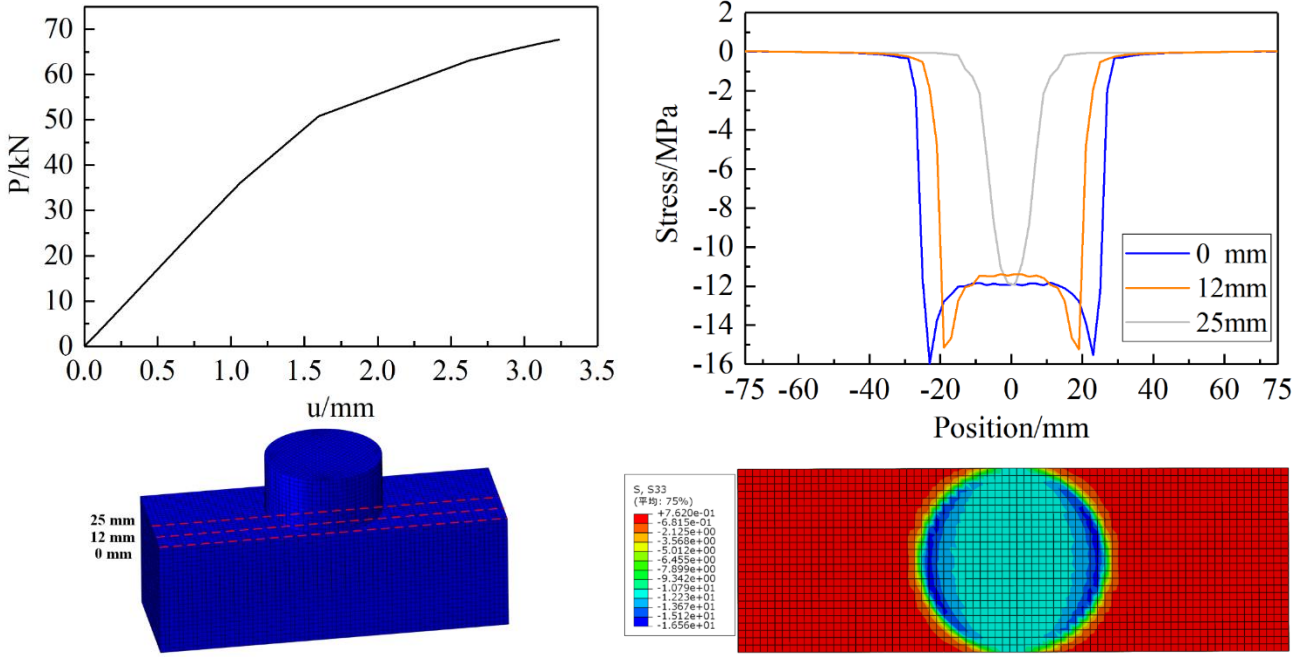 70
60
50
40
30
20
10
0
P/kN
0.0 0.5 1.0 1.5 2.0 2.5 3.0 3.5
u/mm
2
0
-2
-4
-6
-8
-10
-12
-14
-16
Stress/MPa
0 mm
12mm
25mm
-75 -60 -40 -20 0 20 40 60 75
Position/mm
25 mm
12 mm
0 mm
S, S33
(平均: 75%)
+7.620e-01
-6.815e-01
-2.125e+00
-3.568e+00
-5.012e+00
-6.455e+00
-7.899e+00
-9.342e+00
-1.079e+01
-1.223e+01
-1.367e+01
-1.512e+01
-1.656e+01